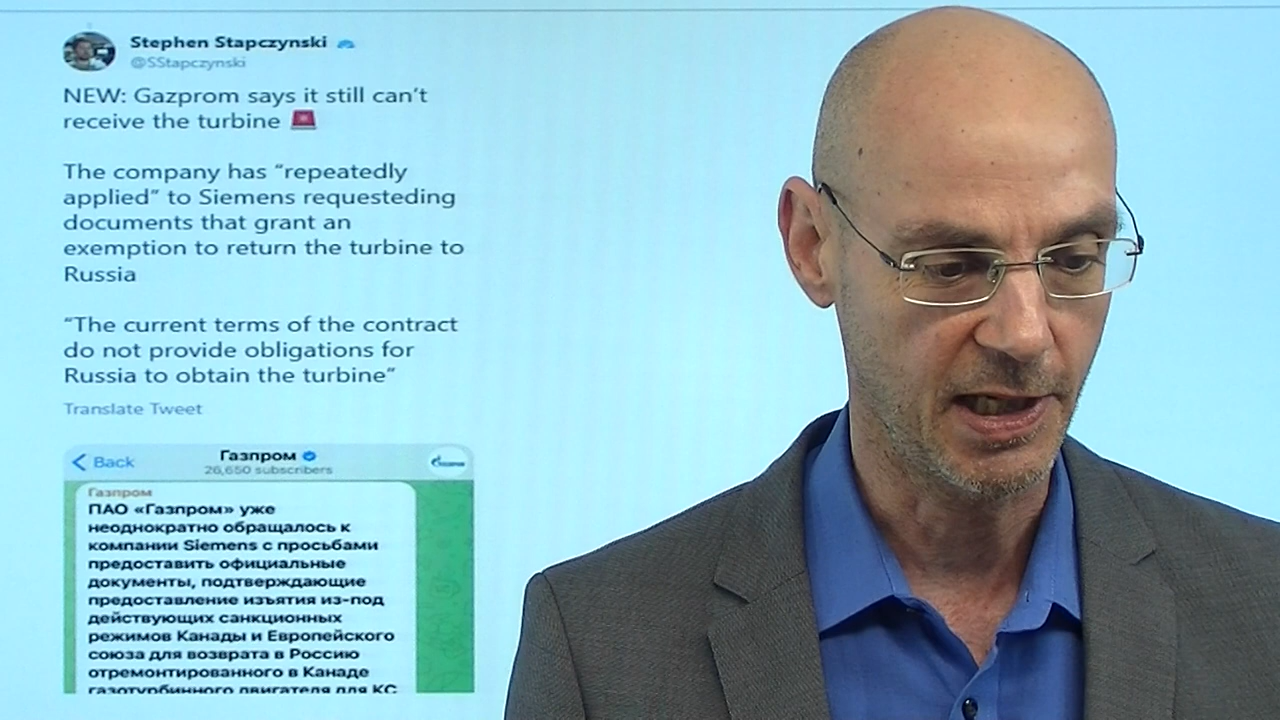 Stephen Stapczynski
@SStapczynski
NEW: Gazprom says it still can't
receive the turbine
The company has “repeatedly
applied” to Siemens requesteding
documents that grant an
exemption to return the turbine to
Russia
“The current terms of the contract
do not provide obligations for
Russia to obtain the turbine”
Translate Tweet
Back
Газпром
26,650 subscribers
Газпром
ПАО «Газпром» уже
неоднократно обращалось к
компании Siemens с просьбами
предоставить официальные
документы, подтверждающие
предоставление изъятия из-под
действующих санкционных
режимов Канады и Европейского
союза для возврата в Россию
отремонтированного в Канаде
газотурбинного двигателя для КС